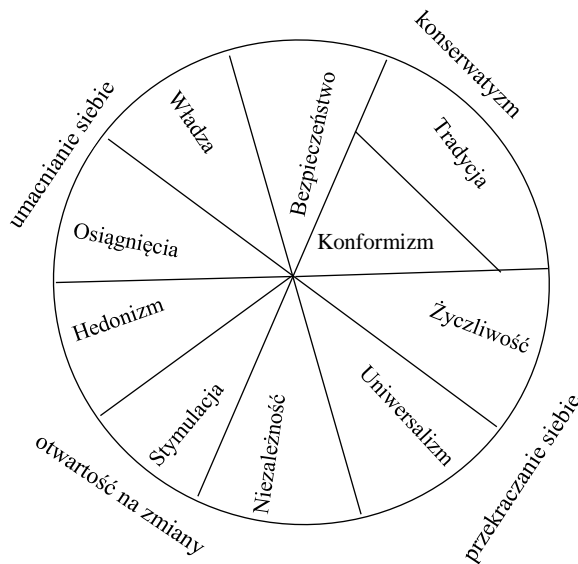 konserwatyzm
umacnianie siebie
Władza
Bezpieczeństwo
Tradycja
Osiągnięcia
Konformizm
Hedonizm
Życzliwość
Stymulacja
Niezależność
Uniwersalizm
otwartość na zmiany
przekraczanie siebie